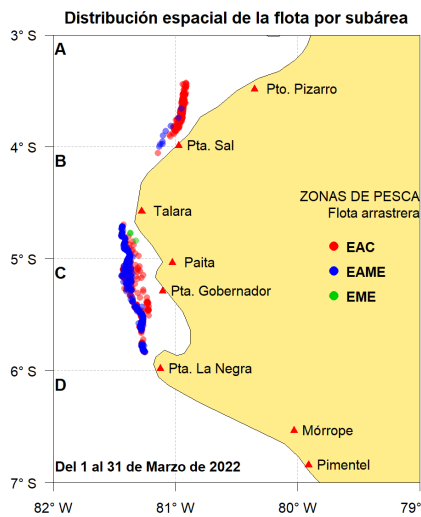 Distribución espacial de la flota por subárea
3° S
A
Pto. Pizarro
4° S
Pta. Sal
B
ZONAS DE PESCA
Talara
Flota arrastrera
EAC
5° S
Paita
C
EAME
Pta. Gobernador
EME
6° S
Pta. La Negra
D
Mórrope
Del 1 al 31 de Marzo de 2022
Pimentel
7° S
82° W
81° W
80° W
79° W